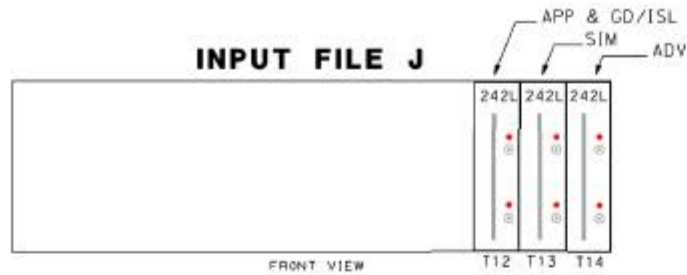 APP & GD/ISL
SIM
ADV
INPUT FILE J
242L 242L 242L
T12 T13 T14
FRONT VIEW